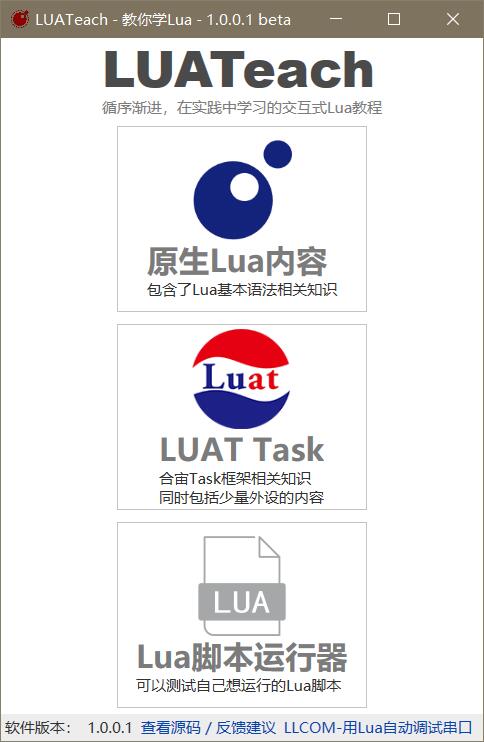 LUATeach - 教你学Lua - 1.0.0.1 beta
LUATeach
循序渐进，在实践中学习的交互式Lua教程
原生Lua内容
包含了Lua基本语法相关知识
Luat
LUAT Task
合宙Task框架相关知识
同时包括少量外设的内容
LUA
Lua脚本运行器
可以测试自己想运行的Lua脚本
软件版本： 1.0.0.1 查看源码 / 反馈建议 LLCOM-用Lua自动调试串口